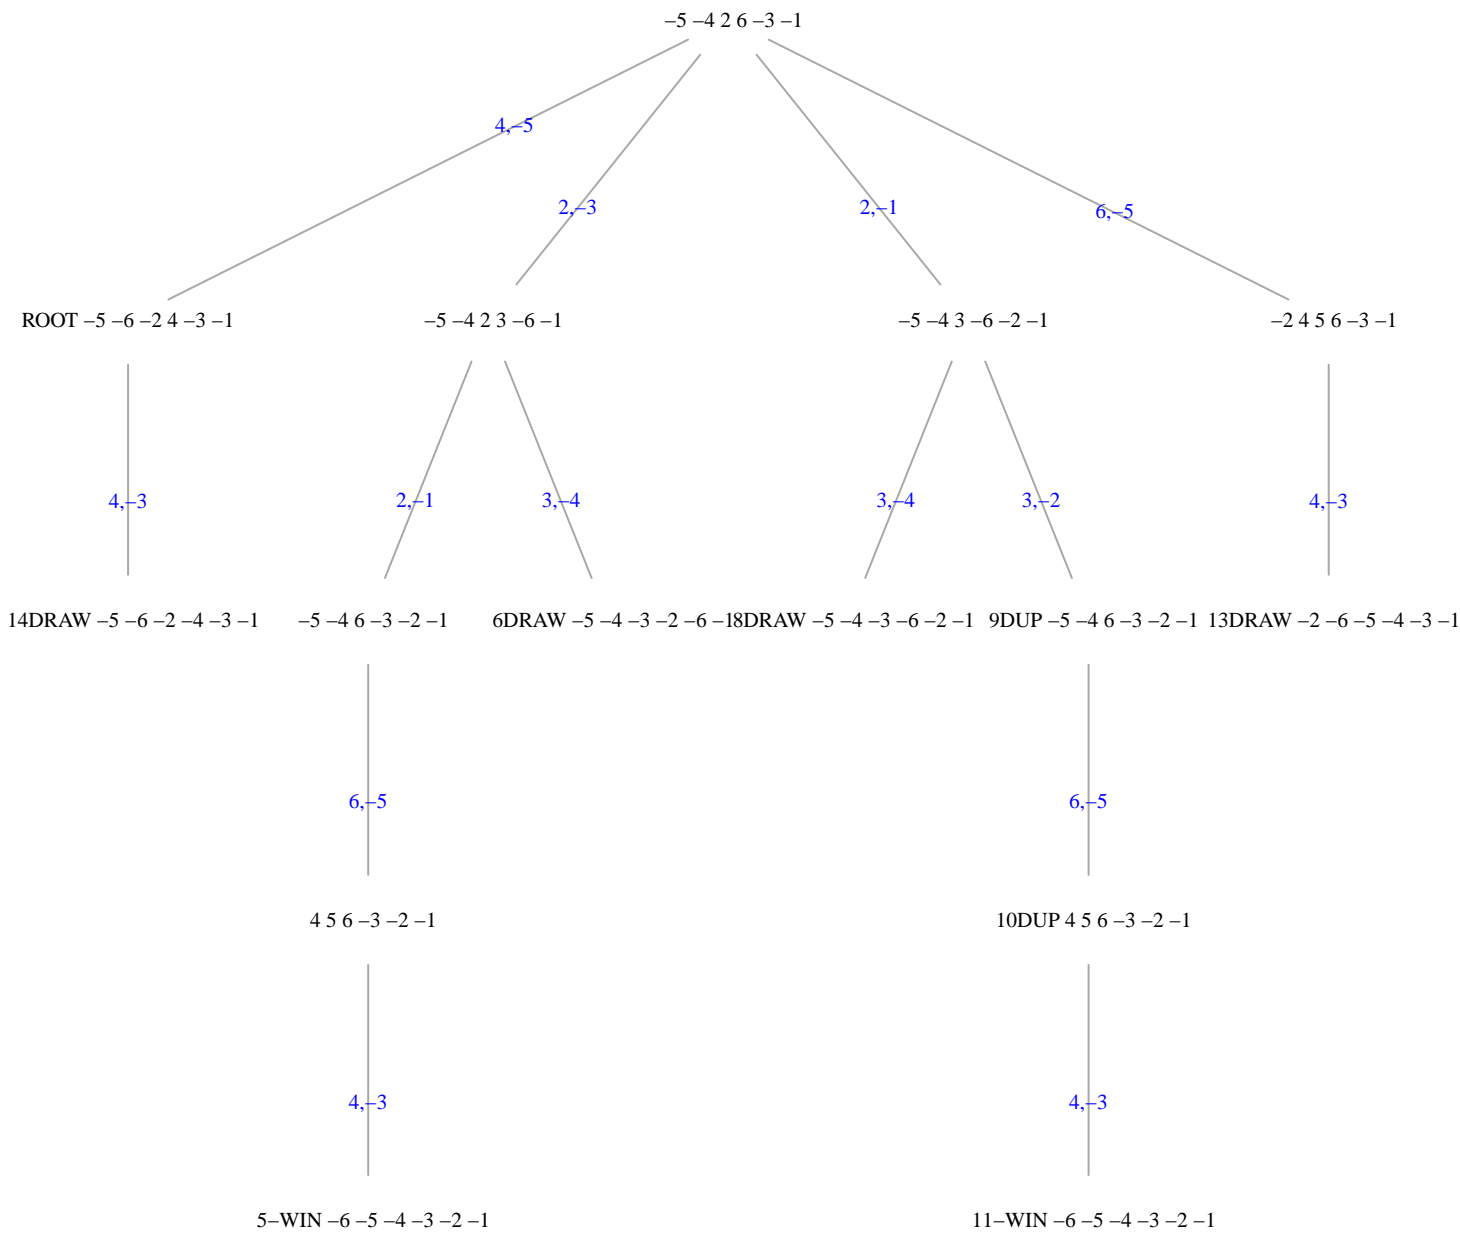 –5 –4 2 6 –3 –1
4,–5
2,–3
2,–1
6,–5
ROOT –5 –6 –2 4 –3 –1
–5 –4 2 3 –6 –1
–5 –4 3 –6 –2 –1
–2 4 5 6 –3 –1
4,–3
2,–1
3,–4
3,–4
3,–2
4,–3
14DRAW –5 –6 –2 –4 –3 –1
–5 –4 6 –3 –2 –1
6DRAW –5 –4 –3 –2 –6 –1
8DRAW –5 –4 –3 –6 –2 –1
9DUP –5 –4 6 –3 –2 –1
13DRAW –2 –6 –5 –4 –3 –1
6,–5
6,–5
4 5 6 –3 –2 –1
10DUP 4 5 6 –3 –2 –1
4,–3
4,–3
5–WIN –6 –5 –4 –3 –2 –1
11–WIN –6 –5 –4 –3 –2 –1